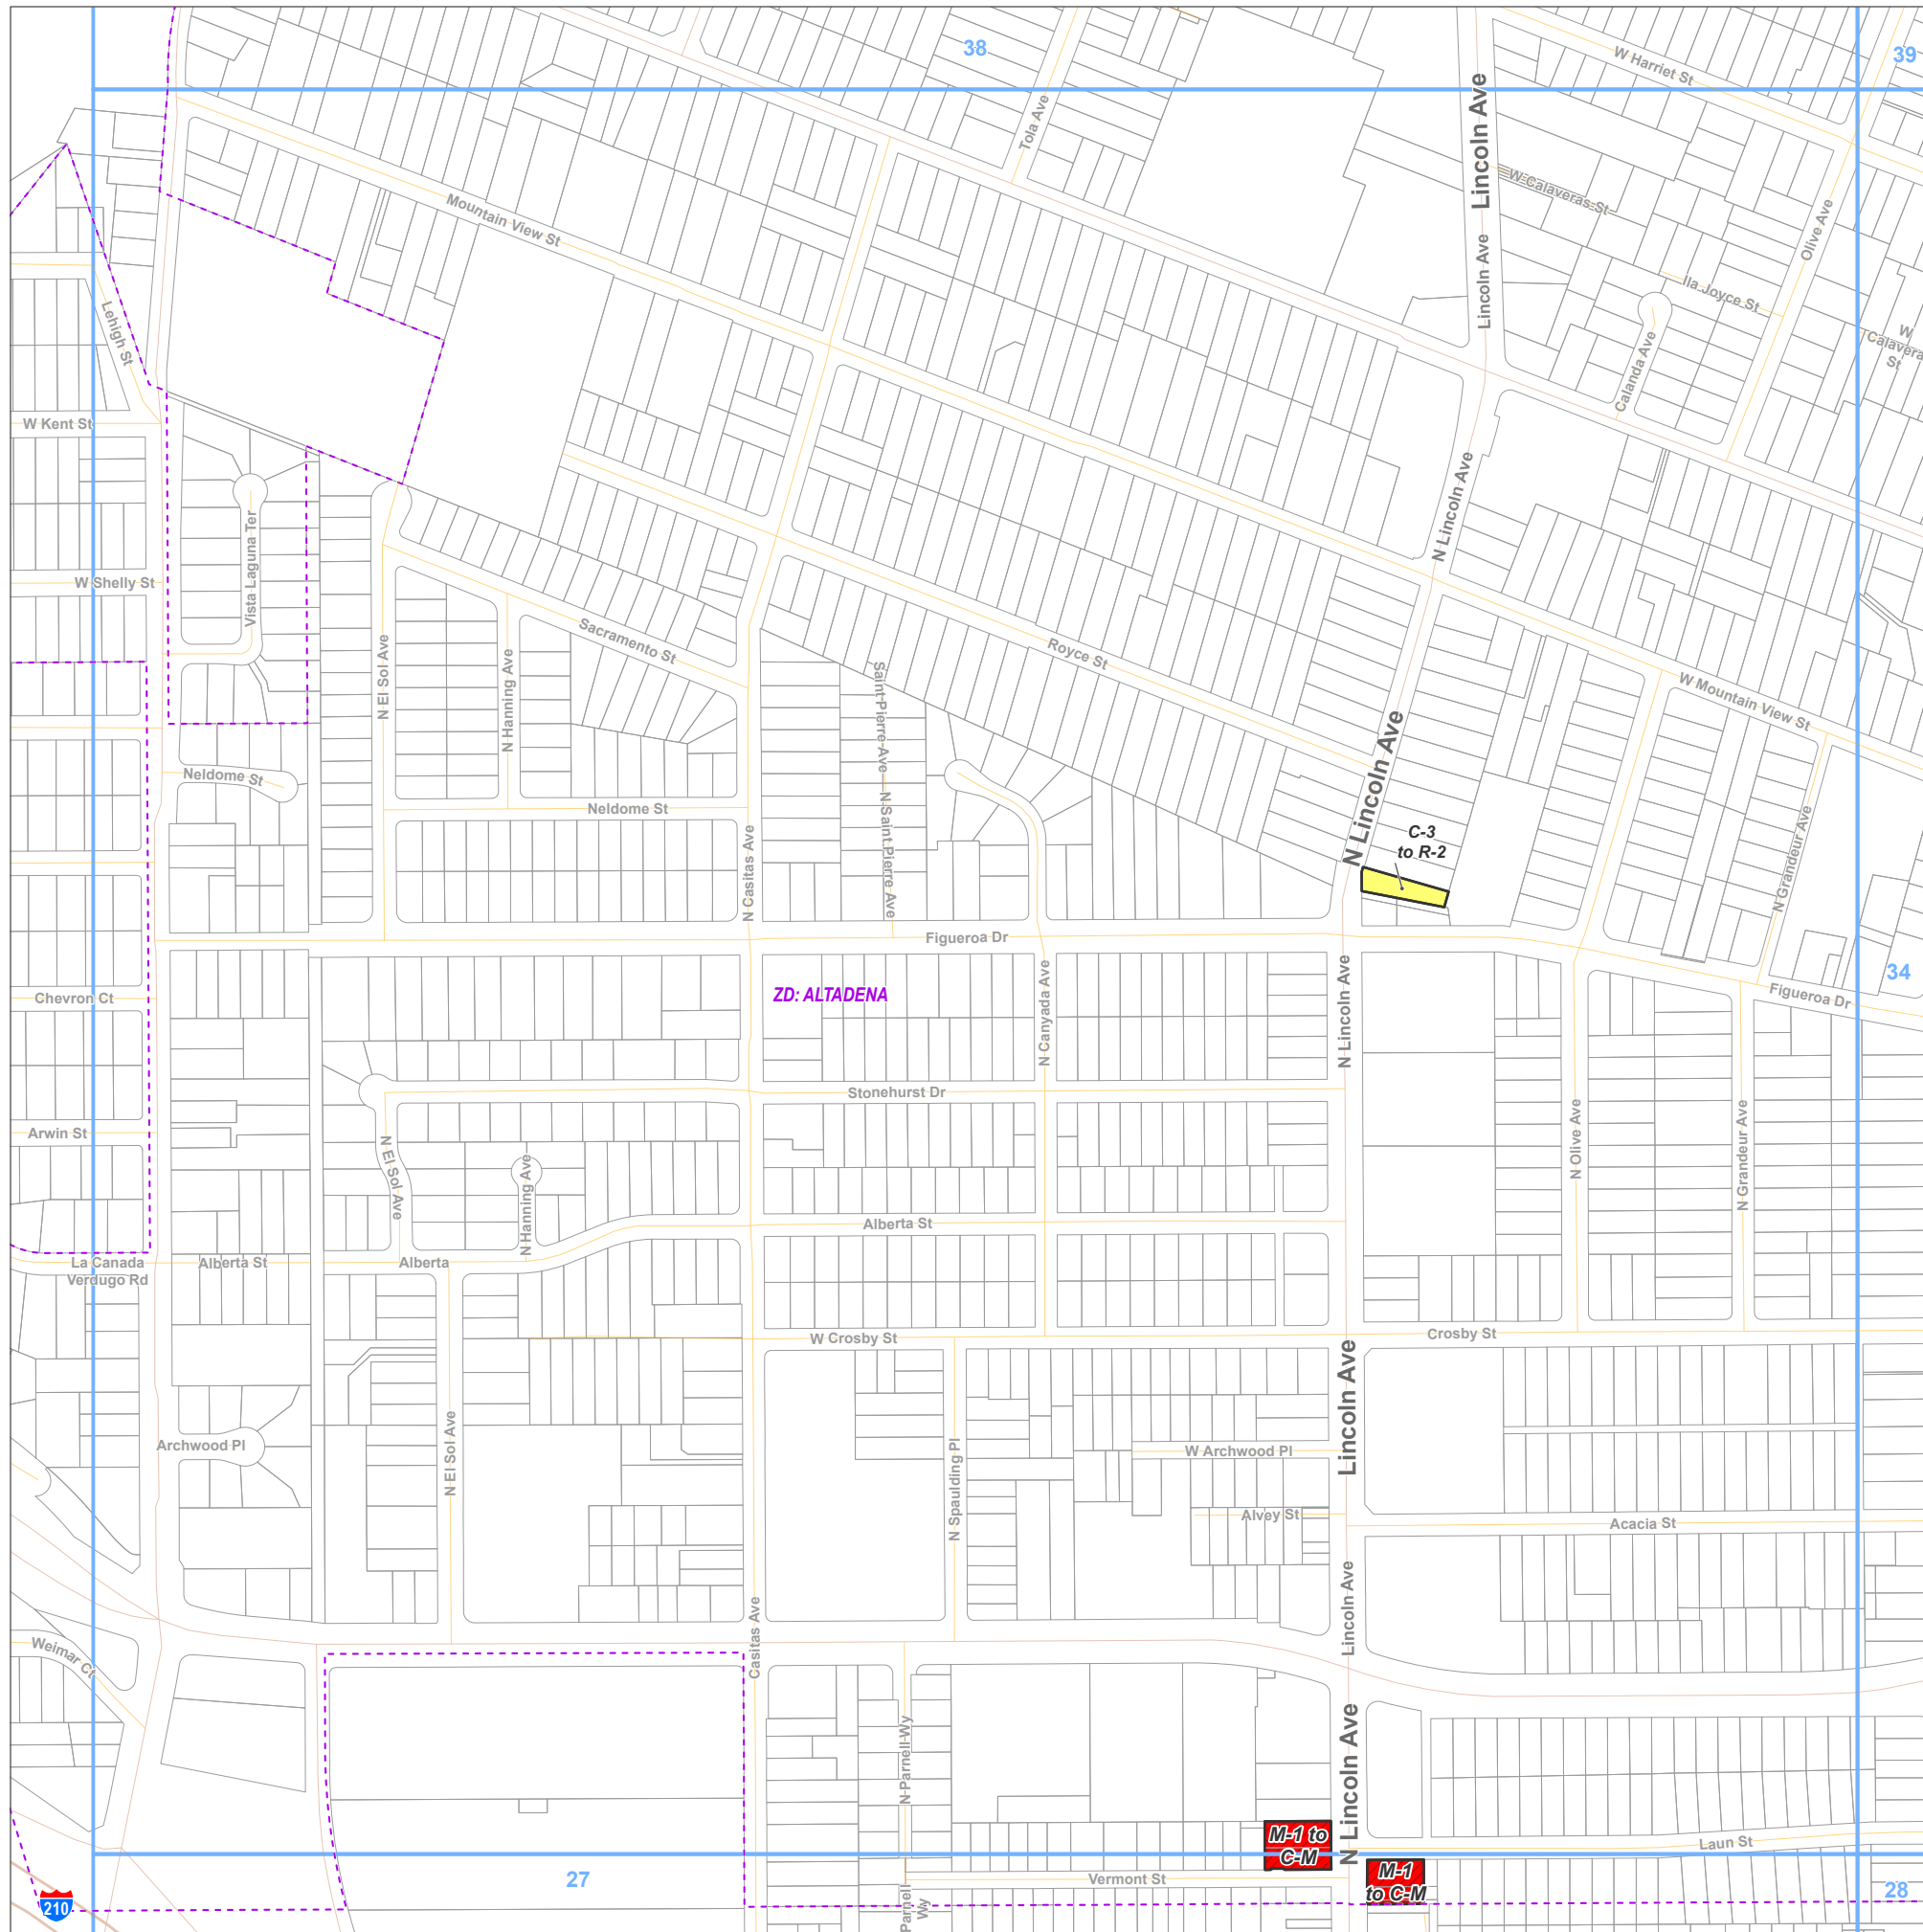 38
39
W Harriet St
Tola Ave
Lincoln Ave
W Calaveras St
Mountain View St
Olive Ave
Lincoln Ave
Ila Joyce St
Lehigh St
W
Calavera
St
Calanda Ave
W Kent St
N Lincoln Ave
Vista Laguna Ter
W Shelly St
N El Sol Ave
Sacramento St
N Hanning Ave
Royce St
Saint Pierre Ave
W Mountain View St
N Lincoln Ave
Neldome St
Neldome St
N Saint Pierre Ave
N Casitas Ave
C-3
to R-2
N Grandeur Ave
Figueroa Dr
34
ZD: ALTADENA
Chevron Ct
Figueroa Dr
N Canyada Ave
N Lincoln Ave
Stonehurst Dr
Arwin St
N El Sol Ave
N Hanning Ave
N Olive Ave
N Grandeur Ave
Alberta St
La Canada
Verdugo Rd
Alberta St
Alberta
W Crosby St
Crosby St
Lincoln Ave
Archwood Pl
N El Sol Ave
N Spaulding Pl
W Archwood Pl
Alvey St
Acacia St
Lincoln Ave
Casitas Ave
Weimar Ct
N Parnell Wy
N Lincoln Ave
M-1 to
C-M
Laun St
27
Vermont St
M-1
to C-M
28
210
Parnell
Wy